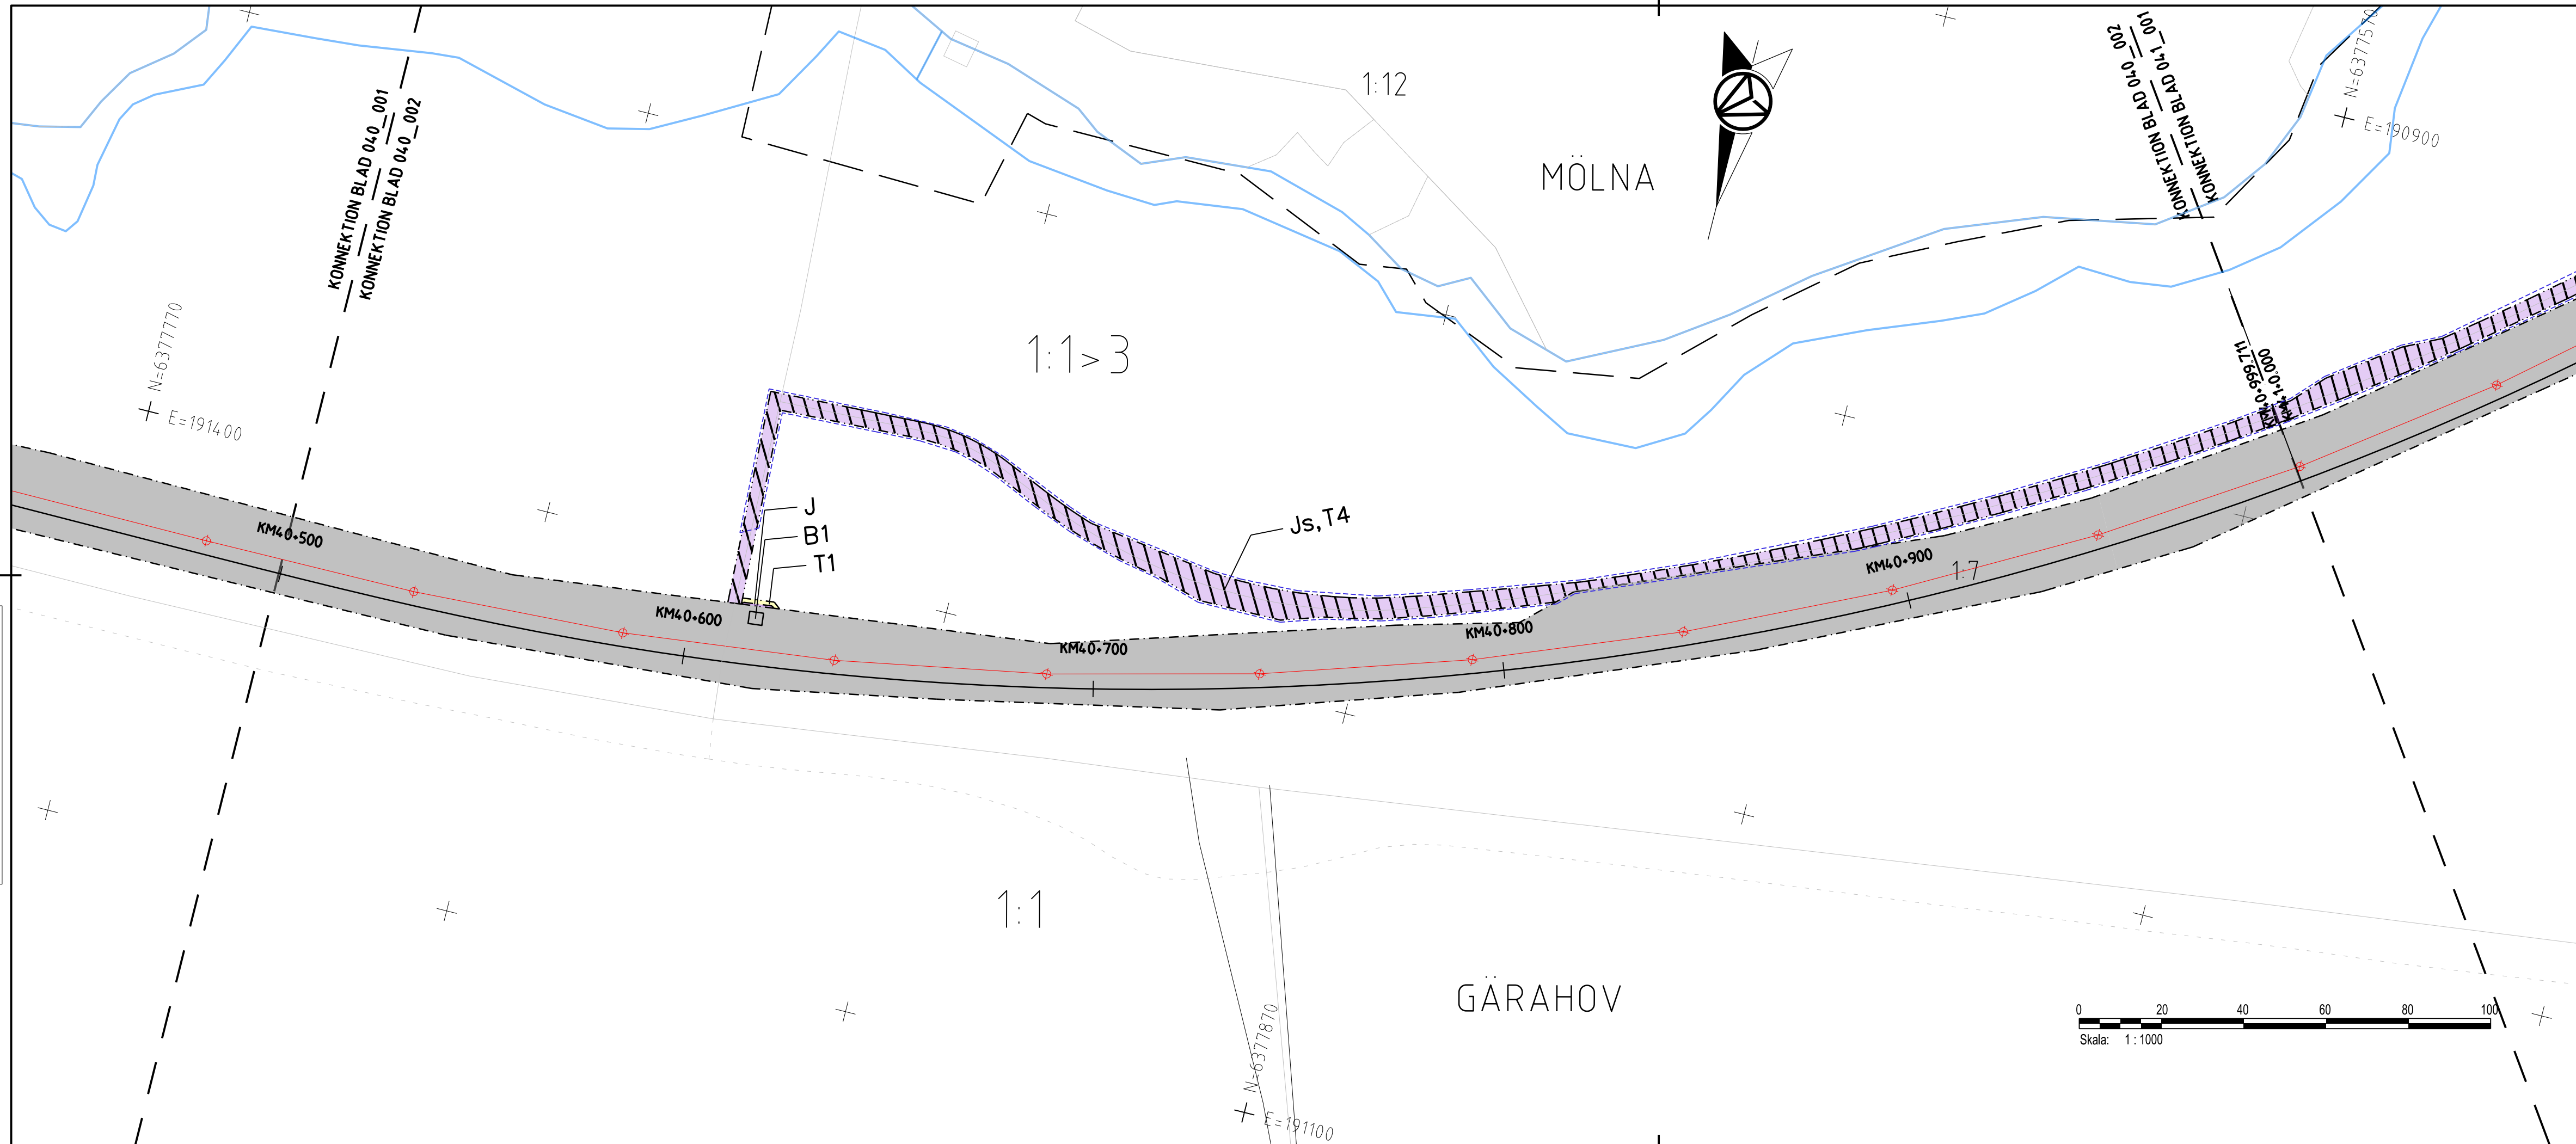 KONNEKTION BLAD 040_001
KONNEKTION BLAD 040_002
KONNEKTION BLAD 040_002
KONNEKTION BLAD 041_001
N=6377570
E=190900
1:12
MÖLNA
N=6377770
E=191400
1:1>3
KM40+999.711
KM41+0.000
J
B1
T1
Js,T4
KM40+500
KM40+600
KM40+700
KM40+800
KM40+900
1:7
1:1
GÄRAHOV
N=6377870
E=191100
0 20 40 60 80 100
Skala: 1 : 1000